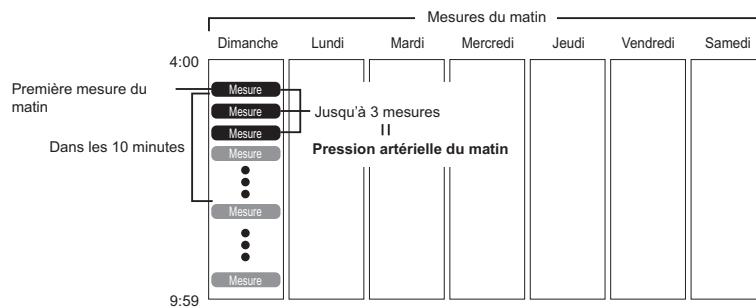 Mesures du matin
Dimanche Lundi Mardi Mercredi Jeudi Vendredi Samedi
4:00
Première mesure du
matin
Mesure
Mesure
Jusqu'à 3 mesures
Mesure
=
Dans les 10 minutes
Mesure
Pression artérielle du matin
Mesure
Mesure
9:59